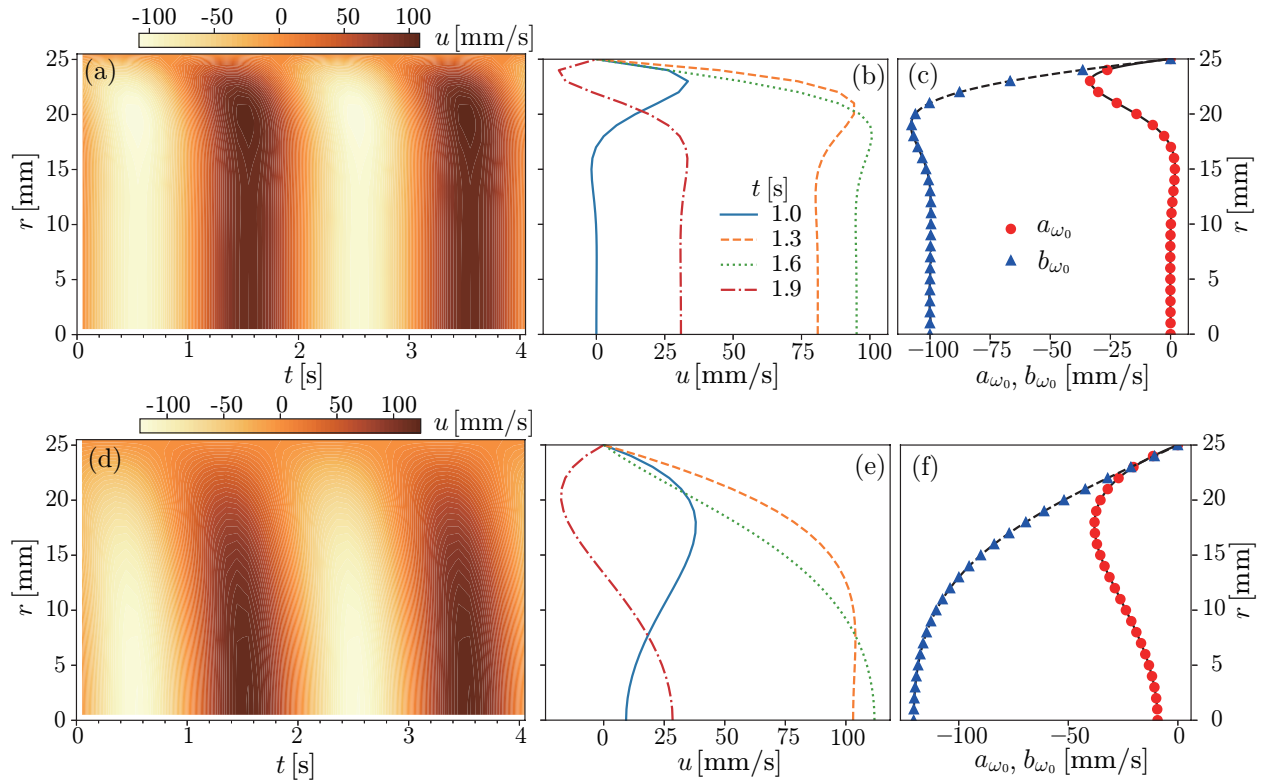 -100 -50 0 50 100 u [mm/s]
(a)
25
20
15
10
5
0
r [mm]
0 1 2 3 4
t [s]
(b)
t [s]
1.0
1.3
1.6
1.9
0 25 50 75 100
u [mm/s]
(c)
a_{ω0}
b_{ω0}
25
20
15
10
5
0
r [mm]
−100 −75 −50 −25 0
a_{ω0}, b_{ω0} [mm/s]
-100 -50 0 50 100 u [mm/s]
(d)
25
20
15
10
5
0
r [mm]
0 1 2 3 4
t [s]
(e)
0 25 50 75 100
u [mm/s]
(f)
25
20
15
10
5
0
r [mm]
−100 −50 0
a_{ω0}, b_{ω0} [mm/s]